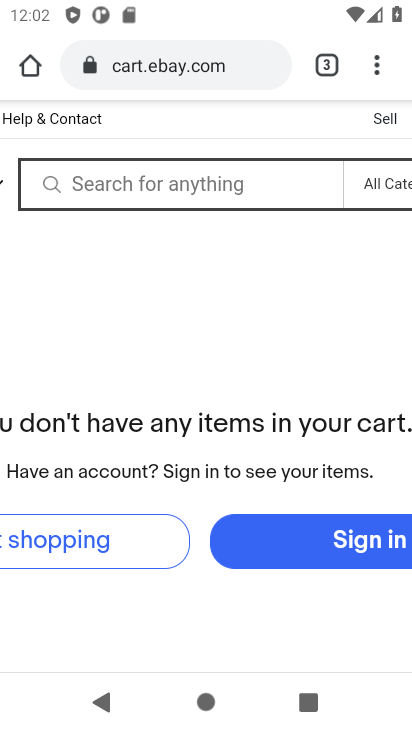 12:02
cart.ebay.com
3
Help & Contact
Sell
Search for anything
All Cate
u don't have any items in your cart.
Have an account? Sign in to see your items.
t shopping
Sign in